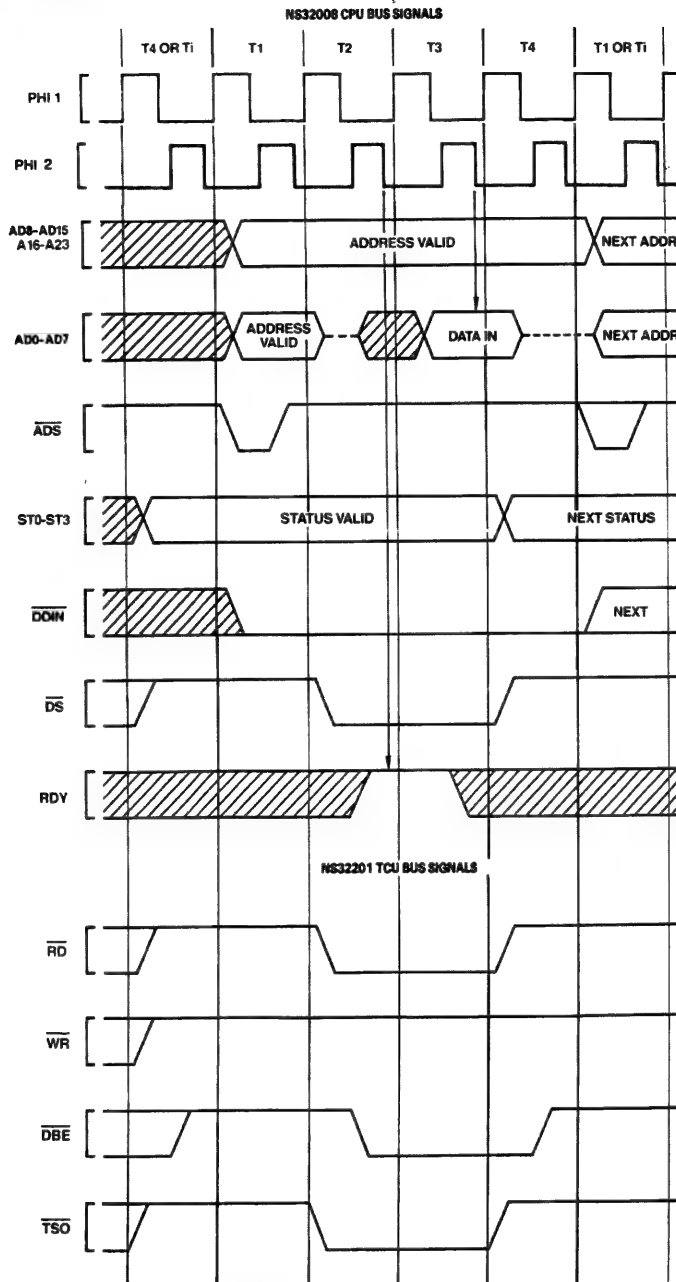 NS32008 CPU BUS SIGNALS
T4 OR Ti T1 T2 T3 T4 T1 OR Ti
PHI 1
PHI 2
AD8-AD15
A16-A23
ADDRESS VALID
NEXT ADDR
AD0-AD7
ADDRESS
VALID
DATA IN
NEXT ADDR
ADS
ST0-ST3
STATUS VALID
NEXT STATUS
DDIN
NEXT
DS
RDY
NS32201 TCU BUS SIGNALS
RD
WR
DBE
TSO